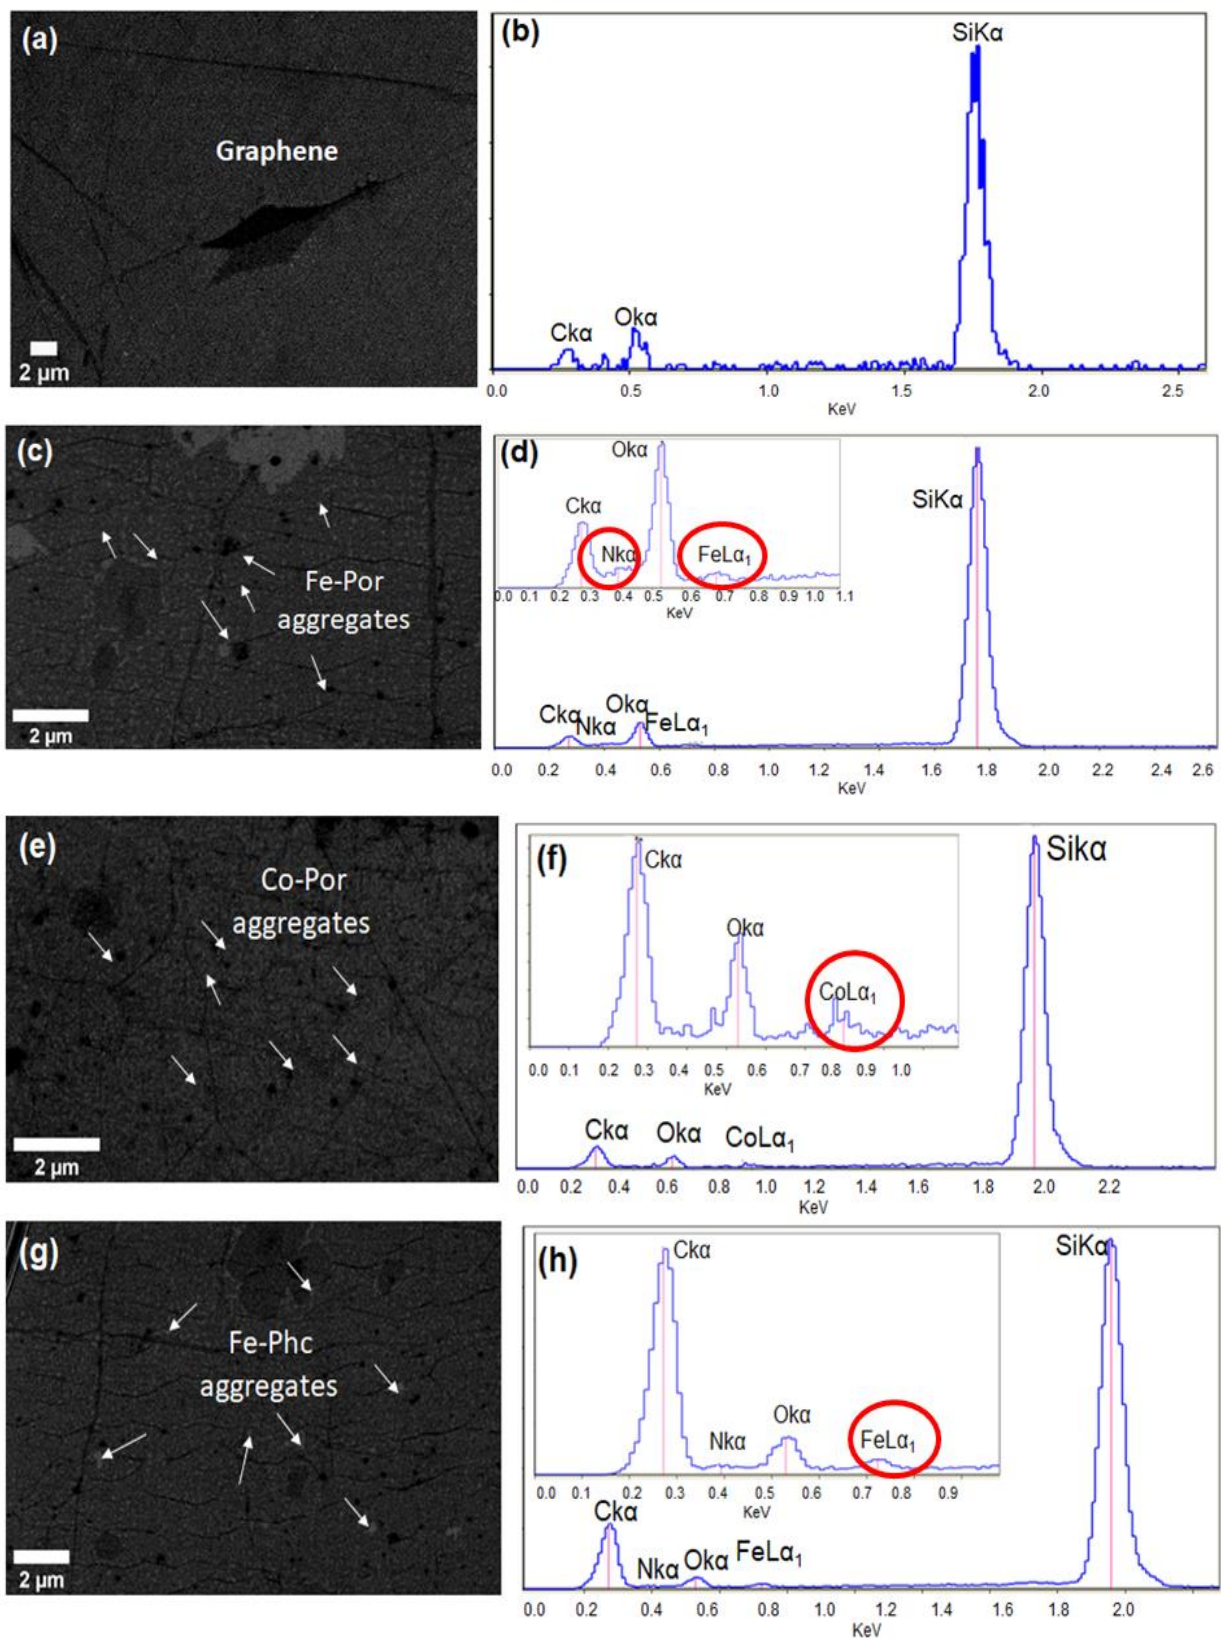 (a)
Graphene
2 μm
(b)
SiKα
Ckα
Okα
0.0 0.5 1.0 1.5 2.0 2.5
KeV
(c)
Fe-Por
aggregates
2 μm
(d)
Okα
Ckα
Nkα
FeLα₁
0.0 0.1 0.2 0.3 0.4 0.5 0.6 0.7 0.8 0.9 1.0 1.1
KeV
SiKα
Ckα
Nkα
Okα
FeLα₁
0.0 0.2 0.4 0.6 0.8 1.0 1.2 1.4 1.6 1.8 2.0 2.2 2.4 2.6
KeV
(e)
Co-Por
aggregates
2 μm
(f)
Ckα
Okα
CoLα₁
0.0 0.1 0.2 0.3 0.4 0.5 0.6 0.7 0.8 0.9 1.0
KeV
Sikα
Ckα
Okα
CoLα₁
0.0 0.2 0.4 0.6 0.8 1.0 1.2 1.4 1.6 1.8 2.0 2.2
KeV
(g)
Fe-Phc
aggregates
2 μm
(h)
Ckα
Nkα
Okα
FeLα₁
0.0 0.1 0.2 0.3 0.4 0.5 0.6 0.7 0.8 0.9
KeV
SiKα
Ckα
Nkα
Okα
FeLα₁
0.0 0.2 0.4 0.6 0.8 1.0 1.2 1.4 1.6 2.0
KeV